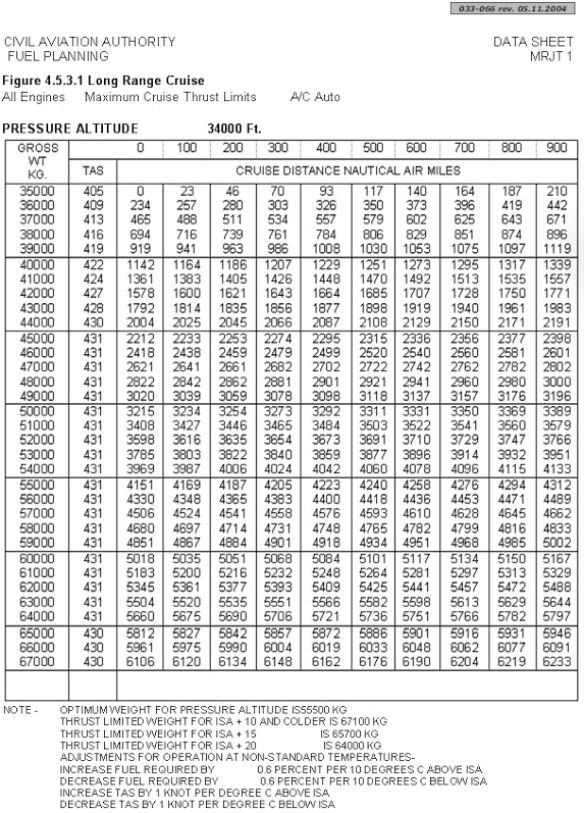 033-066 rev. 05.11.2004
CIVIL AVIATION AUTHORITY DATA SHEET
FUEL PLANNING MRJT 1
Figure 4.5.3.1 Long Range Cruise
All Engines Maximum Cruise Thrust Limits A/C Auto
PRESSURE ALTITUDE 34000 Ft.
GROSS WT KG. TAS 0 100 200 300 400 500 600 700 800 900
CRUISE DISTANCE NAUTICAL AIR MILES
35000 405 0 23 46 70 93 117 140 164 187 210
36000 409 234 257 280 303 326 350 373 396 419 442
37000 413 465 488 511 534 557 579 602 625 643 671
38000 416 694 716 739 761 784 806 829 851 874 896
39000 419 919 941 963 986 1008 1030 1053 1075 1097 1119
40000 422 1142 1164 1186 1207 1229 1251 1273 1295 1317 1339
41000 424 1361 1383 1405 1426 1448 1470 1492 1513 1535 1557
42000 427 1578 1600 1621 1643 1664 1685 1707 1728 1750 1771
43000 428 1792 1814 1835 1856 1877 1898 1919 1940 1961 1983
44000 430 2004 2025 2045 2066 2087 2108 2129 2150 2171 2191
45000 431 2212 2233 2253 2274 2295 2315 2336 2356 2377 2398
46000 431 2418 2438 2459 2479 2499 2520 2540 2560 2581 2601
47000 431 2621 2641 2661 2682 2702 2722 2742 2762 2782 2802
48000 431 2822 2842 2862 2881 2901 2921 2941 2960 2980 3000
49000 431 3020 3039 3059 3078 3098 3118 3137 3157 3176 3196
50000 431 3215 3234 3254 3273 3292 3311 3331 3350 3369 3389
51000 431 3408 3427 3446 3465 3484 3503 3522 3541 3560 3579
52000 431 3598 3616 3635 3654 3673 3691 3710 3729 3747 3766
53000 431 3785 3803 3822 3840 3859 3877 3896 3914 3932 3951
54000 431 3969 3987 4006 4024 4042 4060 4078 4096 4115 4133
55000 431 4151 4169 4187 4205 4223 4240 4258 4276 4294 4312
56000 431 4330 4348 4365 4383 4400 4418 4436 4453 4471 4489
57000 431 4506 4524 4541 4558 4576 4593 4610 4628 4645 4662
58000 431 4680 4697 4714 4731 4748 4765 4782 4799 4816 4833
59000 431 4851 4867 4884 4901 4918 4934 4951 4968 4985 5002
60000 431 5018 5035 5051 5068 5084 5101 5117 5134 5150 5167
61000 431 5183 5200 5216 5232 5248 5264 5281 5297 5313 5329
62000 431 5345 5361 5377 5393 5409 5425 5441 5457 5472 5488
63000 431 5504 5520 5535 5551 5566 5582 5598 5613 5629 5644
64000 431 5660 5675 5690 5706 5721 5736 5751 5766 5782 5797
65000 430 5812 5827 5842 5857 5872 5886 5901 5916 5931 5946
66000 430 5961 5975 5990 6004 6019 6033 6048 6062 6077 6091
67000 430 6106 6120 6134 6148 6162 6176 6190 6204 6219 6233
NOTE - OPTIMUM WEIGHT FOR PRESSURE ALTITUDE IS55500 KG
THRUST LIMITED WEIGHT FOR ISA + 10 AND COLDER IS 67100 KG
THRUST LIMITED WEIGHT FOR ISA + 15 IS 65700 KG
THRUST LIMITED WEIGHT FOR ISA + 20 IS 64000 KG
ADJUSTMENTS FOR OPERATION AT NON-STANDARD TEMPERATURES-
INCREASE FUEL REQUIRED BY 0.6 PERCENT PER 10 DEGREES C ABOVE ISA
DECREASE FUEL REQUIRED BY 0.6 PERCENT PER 10 DEGREES C BELOW ISA
INCREASE TAS BY 1 KNOT PER DEGREE C ABOVE ISA
DECREASE TAS BY 1 KNOT PER DEGREE C BELOW ISA